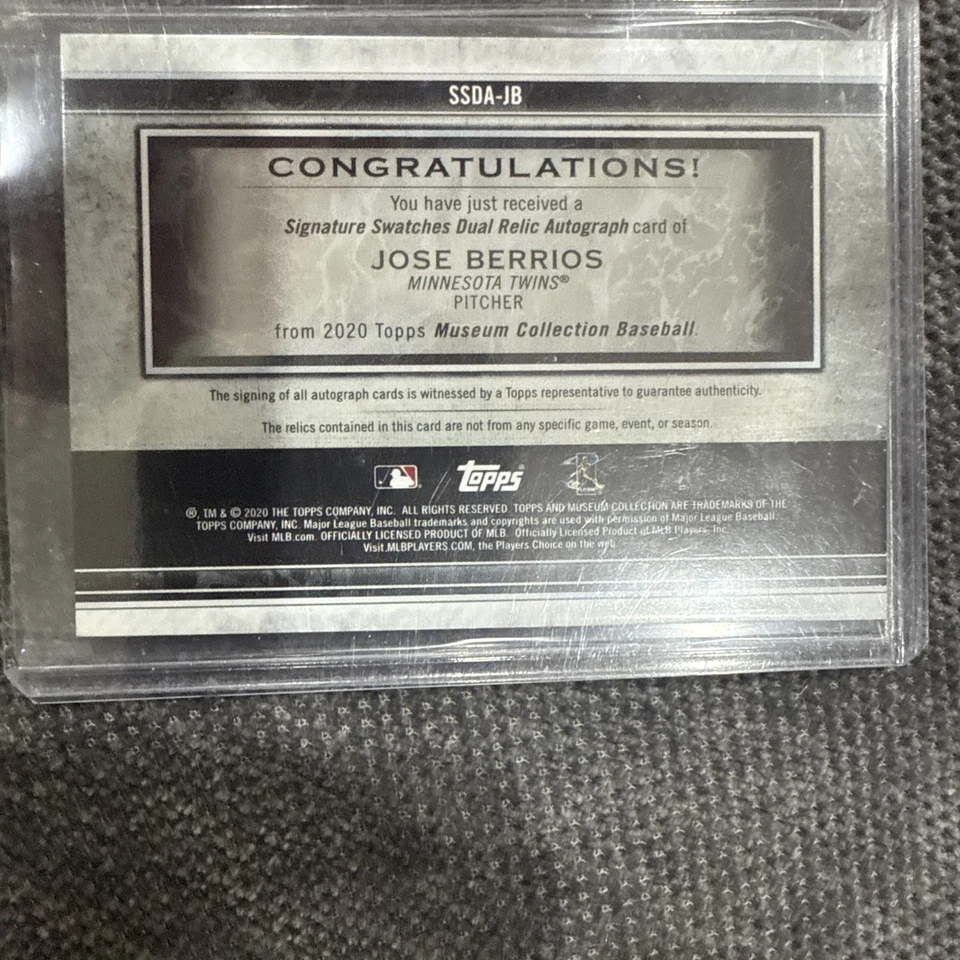 SSDA-JB
CONGRATULATIONS!
You have just received a
Signature Swatches Dual Relic Autograph card of
JOSE BERRIOS
MINNESOTA TWINS®
PITCHER
from 2020 Topps Museum Collection Baseball.
The signing of all autograph cards is witnessed by a Topps representative to guarantee authenticity.
The relics contained in this card are not from any specific game, event, or season.
Topps
®, TM & © 2020 THE TOPPS COMPANY, INC. ALL RIGHTS RESERVED. TOPPS AND MUSEUM COLLECTION ARE TRADEMARKS OF THE
TOPPS COMPANY, INC. Major League Baseball trademarks and copyrights are used with permission of Major League Baseball.
Visit MLB.com. OFFICIALLY LICENSED PRODUCT OF MLB. Officially Licensed Product of MLB Players, Inc.
Visit MLBPLAYERS.COM, the Players Choice on the web.